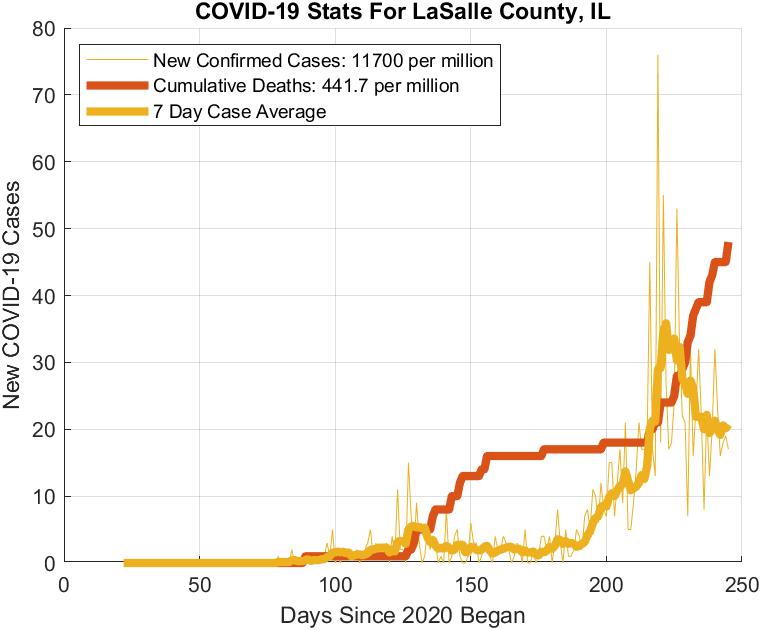 COVID-19 Stats For LaSalle County, IL
80
New Confirmed Cases: 11700 per million
Cumulative Deaths: 441.7 per million
7 Day Case Average
70
60
50
40
30
20
10
0
New COVID-19 Cases
0 50 100 150 200 250
Days Since 2020 Began